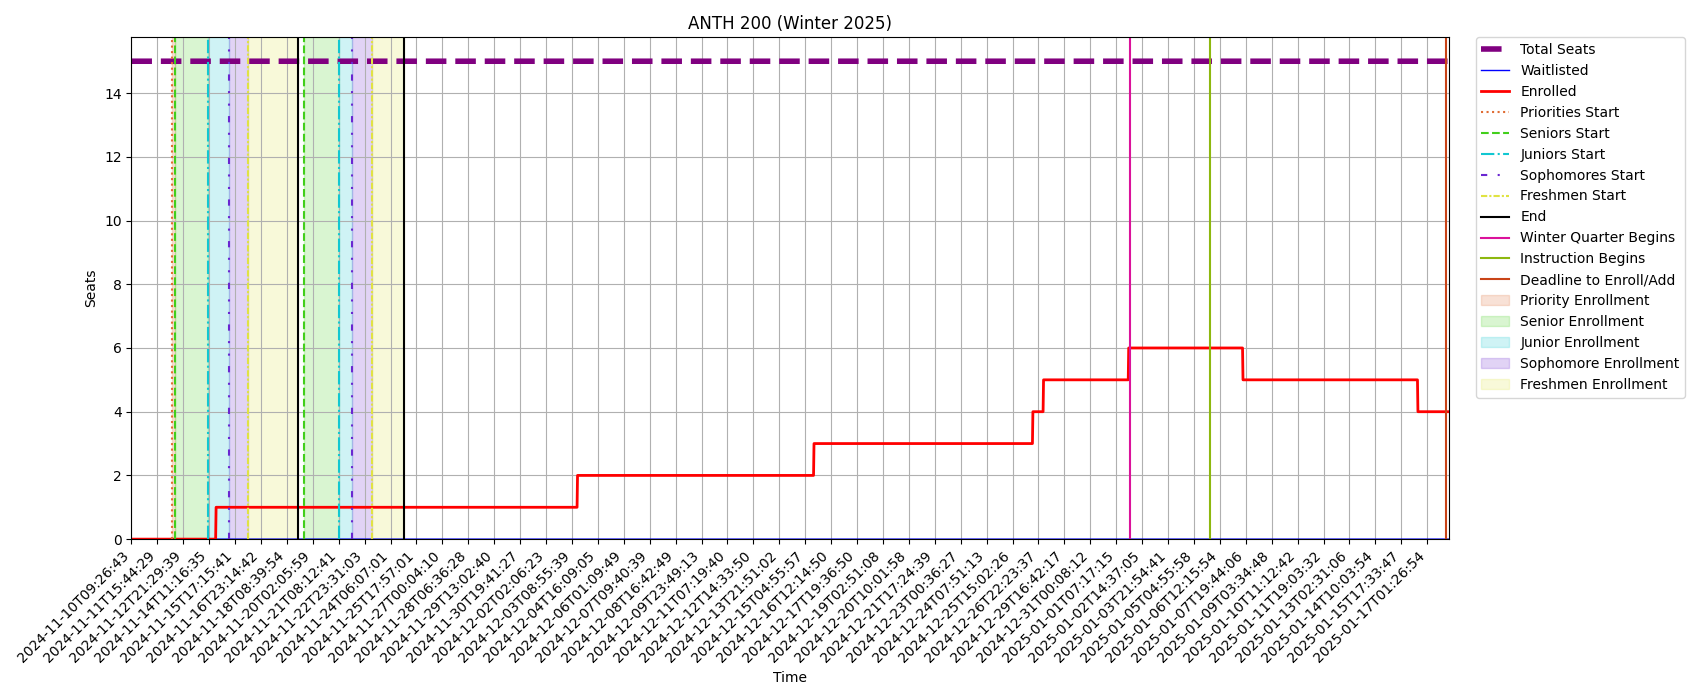 ANTH 200 (Winter 2025)
Seats
14
12
10
8
6
4
2
0
2024-11-10T09:26:43
2024-11-11T15:44:29
2024-11-12T21:29:39
2024-11-14T11:16:35
2024-11-15T17:15:41
2024-11-16T23:14:42
2024-11-18T08:39:54
2024-11-20T02:05:59
2024-11-21T08:12:41
2024-11-22T23:31:03
2024-11-24T06:07:01
2024-11-25T17:57:01
2024-11-27T00:04:10
2024-11-28T06:36:28
2024-11-29T13:02:40
2024-11-30T19:41:27
2024-12-02T02:06:23
2024-12-03T08:55:39
2024-12-04T16:09:05
2024-12-06T01:09:49
2024-12-07T09:40:39
2024-12-08T16:42:49
2024-12-09T23:49:13
2024-12-11T07:19:40
2024-12-12T14:33:50
2024-12-13T21:51:02
2024-12-15T04:55:57
2024-12-16T12:14:50
2024-12-17T19:36:50
2024-12-19T02:51:08
2024-12-20T10:01:58
2024-12-21T17:24:39
2024-12-23T00:36:27
2024-12-24T07:51:13
2024-12-25T15:02:26
2024-12-26T22:23:37
2024-12-29T16:42:17
2024-12-31T00:08:12
2025-01-01T07:17:15
2025-01-02T14:37:05
2025-01-03T21:54:41
2025-01-05T04:55:58
2025-01-06T12:15:54
2025-01-07T19:44:06
2025-01-09T03:34:48
2025-01-10T11:12:42
2025-01-11T19:03:32
2025-01-13T02:31:06
2025-01-14T10:03:54
2025-01-15T17:33:47
2025-01-17T01:26:54
Time
Total Seats
Waitlisted
Enrolled
Priorities Start
Seniors Start
Juniors Start
Sophomores Start
Freshmen Start
End
Winter Quarter Begins
Instruction Begins
Deadline to Enroll/Add
Priority Enrollment
Senior Enrollment
Junior Enrollment
Sophomore Enrollment
Freshmen Enrollment